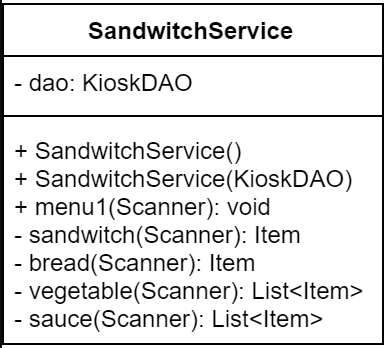 SandwitchService
- dao: KioskDAO
+ SandwitchService()
+ SandwitchService(KioskDAO)
+ menu1(Scanner): void
- sandwitch(Scanner): Item
- bread(Scanner): Item
- vegetable(Scanner): List<Item>
- sauce(Scanner): List<Item>